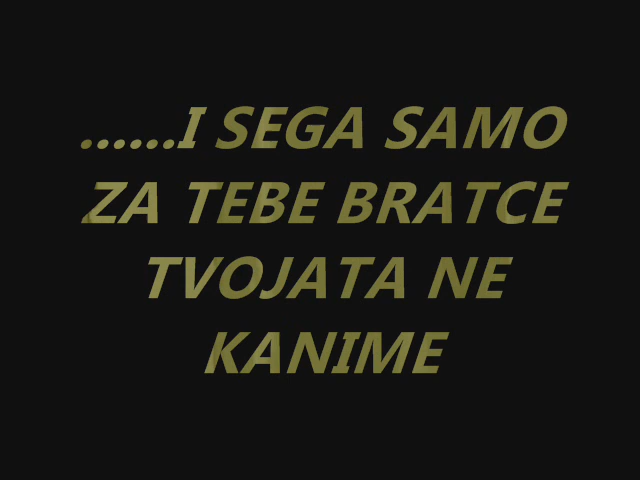 ......I SEGA SAMO
ZA TEBE BRATCE
TVOJATA NE
KANIME